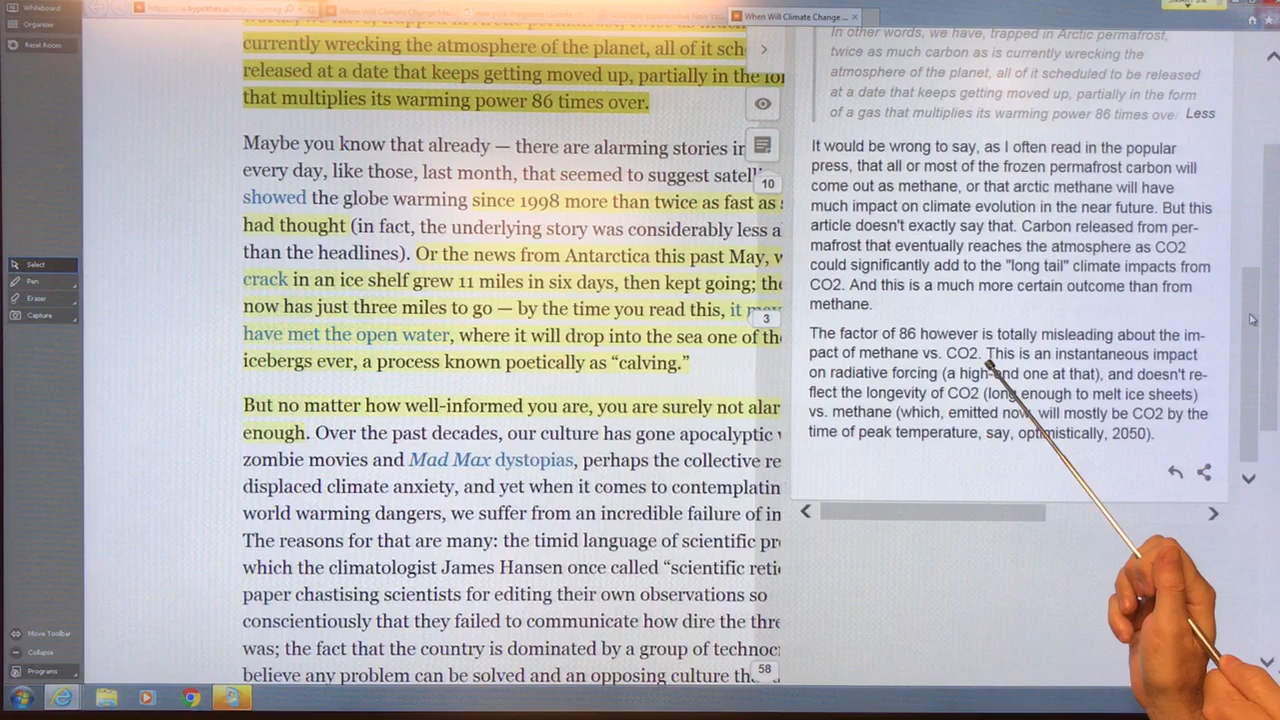 Whiteboard
Organizer
Reset Room
Select
Pen
Eraser
Capture
Move Toolbar
Collapse
Programs
When Will Climate Change ...
currently wrecking the atmosphere of the planet, all of it sch
released at a date that keeps getting moved up, partially in the
that multiplies its warming power 86 times over.
Maybe you know that already — there are alarming stories in
every day, like those, last month, that seemed to suggest satell
showed the globe warming since 1998 more than twice as fast as
had thought (in fact, the underlying story was considerably less a
than the headlines). Or the news from Antarctica this past May, w
crack in an ice shelf grew 11 miles in six days, then kept going; the
now has just three miles to go — by the time you read this, it
have met the open water, where it will drop into the sea one of the
icebergs ever, a process known poetically as “calving.”
But no matter how well-informed you are, you are surely not alar
enough. Over the past decades, our culture has gone apocalyptic
zombie movies and Mad Max dystopias, perhaps the collective re
displaced climate anxiety, and yet when it comes to contemplatin
world warming dangers, we suffer from an incredible failure of im
The reasons for that are many: the timid language of scientific pr
which the climatologist James Hansen once called “scientific reti
paper chastising scientists for editing their own observations so
conscientiously that they failed to communicate how dire the thre
was; the fact that the country is dominated by a group of technoc
believe any problem can be solved and an opposing culture th
10
3
58
In other words, we have, trapped in Arctic permafrost,
twice as much carbon as is currently wrecking the
atmosphere of the planet, all of it scheduled to be released
at a date that keeps getting moved up, partially in the form
of a gas that multiplies its warming power 86 times over Less
It would be wrong to say, as I often read in the popular
press, that all or most of the frozen permafrost carbon will
come out as methane, or that arctic methane will have
much impact on climate evolution in the near future. But this
article doesn't exactly say that. Carbon released from per-
mafrost that eventually reaches the atmosphere as CO2
could significantly add to the "long tail" climate impacts from
CO2. And this is a much more certain outcome than from
methane.
The factor of 86 however is totally misleading about the im-
pact of methane vs. CO2. This is an instantaneous impact
on radiative forcing (a high-end one at that), and doesn't re-
flect the longevity of CO2 (long enough to melt ice sheets)
vs. methane (which, emitted now, will mostly be CO2 by the
time of peak temperature, say, optimistically, 2050).